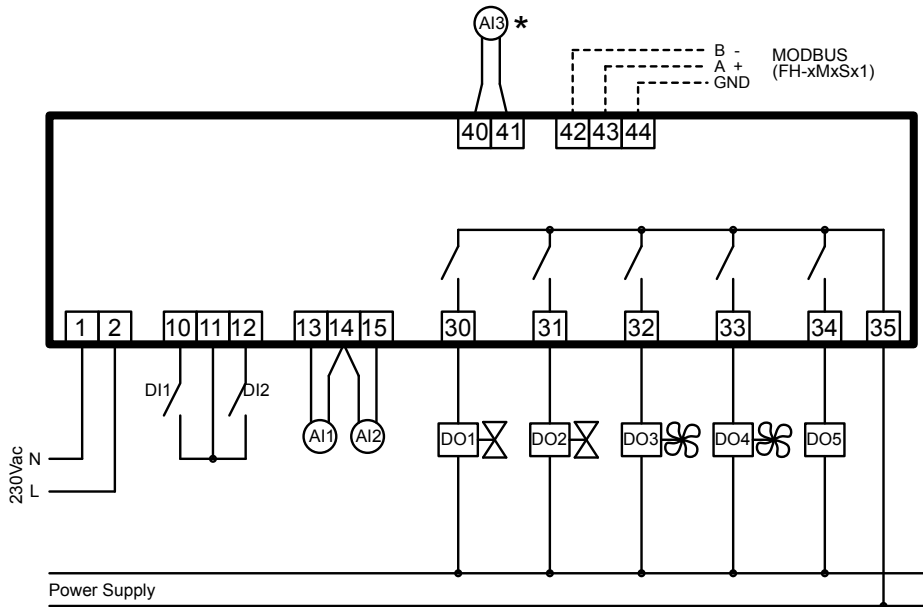 AI3 *
B -
A +
GND
MODBUS
(FH-xMxSx1)
40 41 42 43 44
1 2 10 11 12 13 14 15 30 31 32 33 34 35
DI1 DI2
AI1 AI2
DO1 DO2 DO3 DO4 DO5
230Vac
N
L
Power Supply